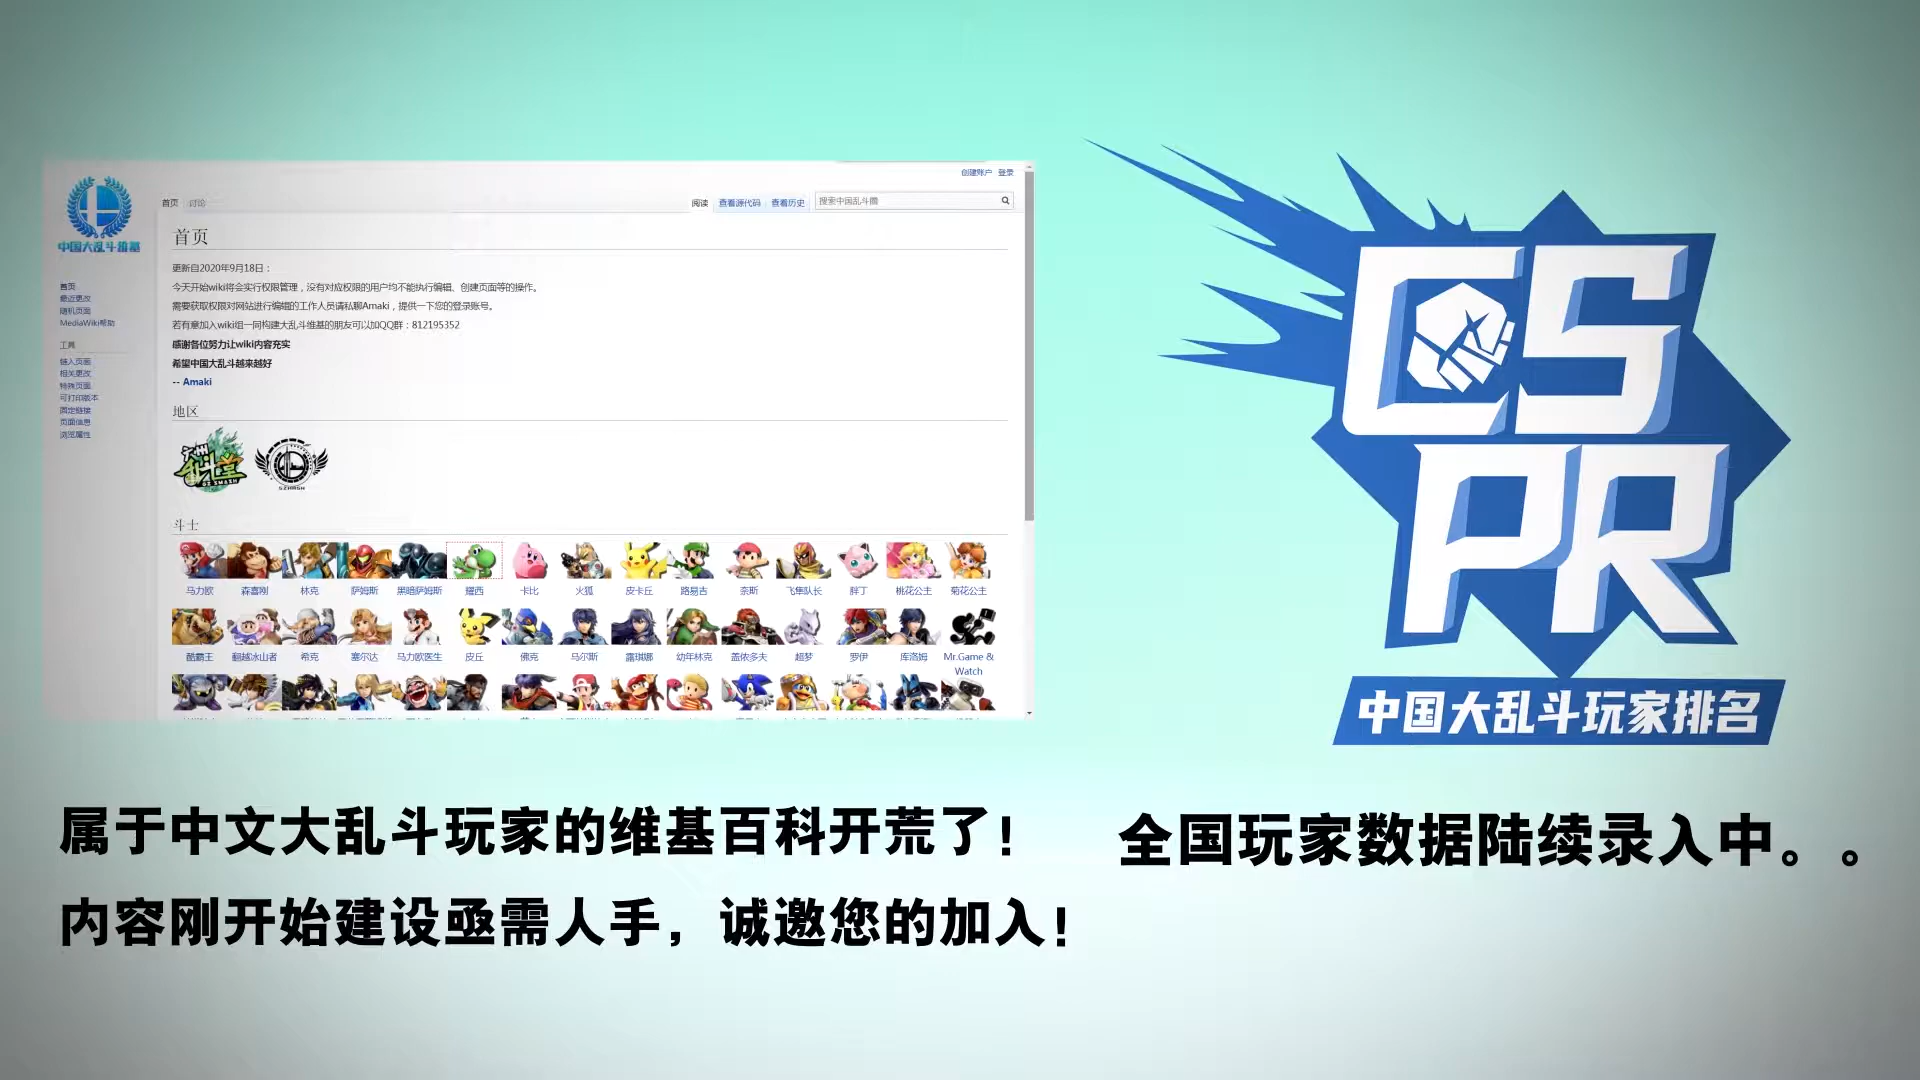 创建账户 登录
中国大乱斗维基
首页 讨论
阅读 查看源代码 查看历史
搜索中国乱斗圈
首页
更新自2020年9月18日：
今天开始wiki将会实行权限管理，没有对应权限的用户均不能执行编辑、创建页面等的操作。
需要获取权限对网站进行编辑的工作人员请私聊Amaki，提供一下您的登录账号。
若有意加入wiki组一同构建大乱斗维基的朋友可以加QQ群：812195352
感谢各位努力让wiki内容充实
希望中国大乱斗越来越好
-- Amaki
首页
最近更改
随机页面
MediaWiki帮助
工具
链入页面
相关更改
特殊页面
可打印版本
固定链接
页面信息
浏览属性
地区
广州
乱斗堂
GZ SMASH
斗士
马力欧 森喜刚 林克 萨姆斯 黑暗萨姆斯 耀西 卡比 火狐 皮卡丘 路易吉 奈斯 飞隼队长 胖丁 桃花公主 菊花公主
酷霸王 翻越冰山者 希克 塞尔达 马力欧医生 皮丘 佛克 马尔斯 露琪娜 幼年林克 盖侬多夫 超梦 罗伊 库洛姆 Mr.Game &
Watch
CS
PR
中国大乱斗玩家排名
属于中文大乱斗玩家的维基百科开荒了！
内容刚开始建设亟需人手，诚邀您的加入！
全国玩家数据陆续录入中。。